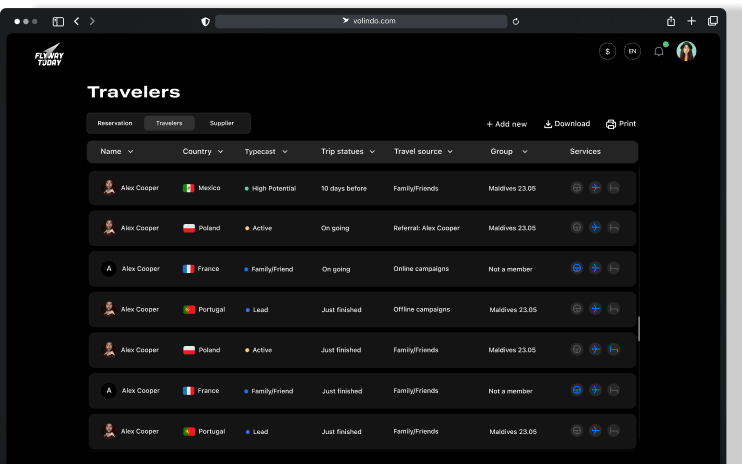 volindo.com
FLYWAY
TODAY
$ EN
Travelers
Reservation Travelers Supplier
+ Add new Download Print
Name Country Typecast Trip statues Travel source Group Services
Alex Cooper Mexico High Potential 10 days before Family/Friends Maldives 23.05
Alex Cooper Poland Active On going Referral: Alex Cooper Maldives 23.05
A Alex Cooper France Family/Friend On going Online campaigns Not a member
Alex Cooper Portugal Lead Just finished Offline campaigns Maldives 23.05
Alex Cooper Poland Active Just finished Family/Friends Maldives 23.05
A Alex Cooper France Family/Friend Just finished Family/Friends Not a member
Alex Cooper Portugal Lead Just finished Family/Friends Maldives 23.05